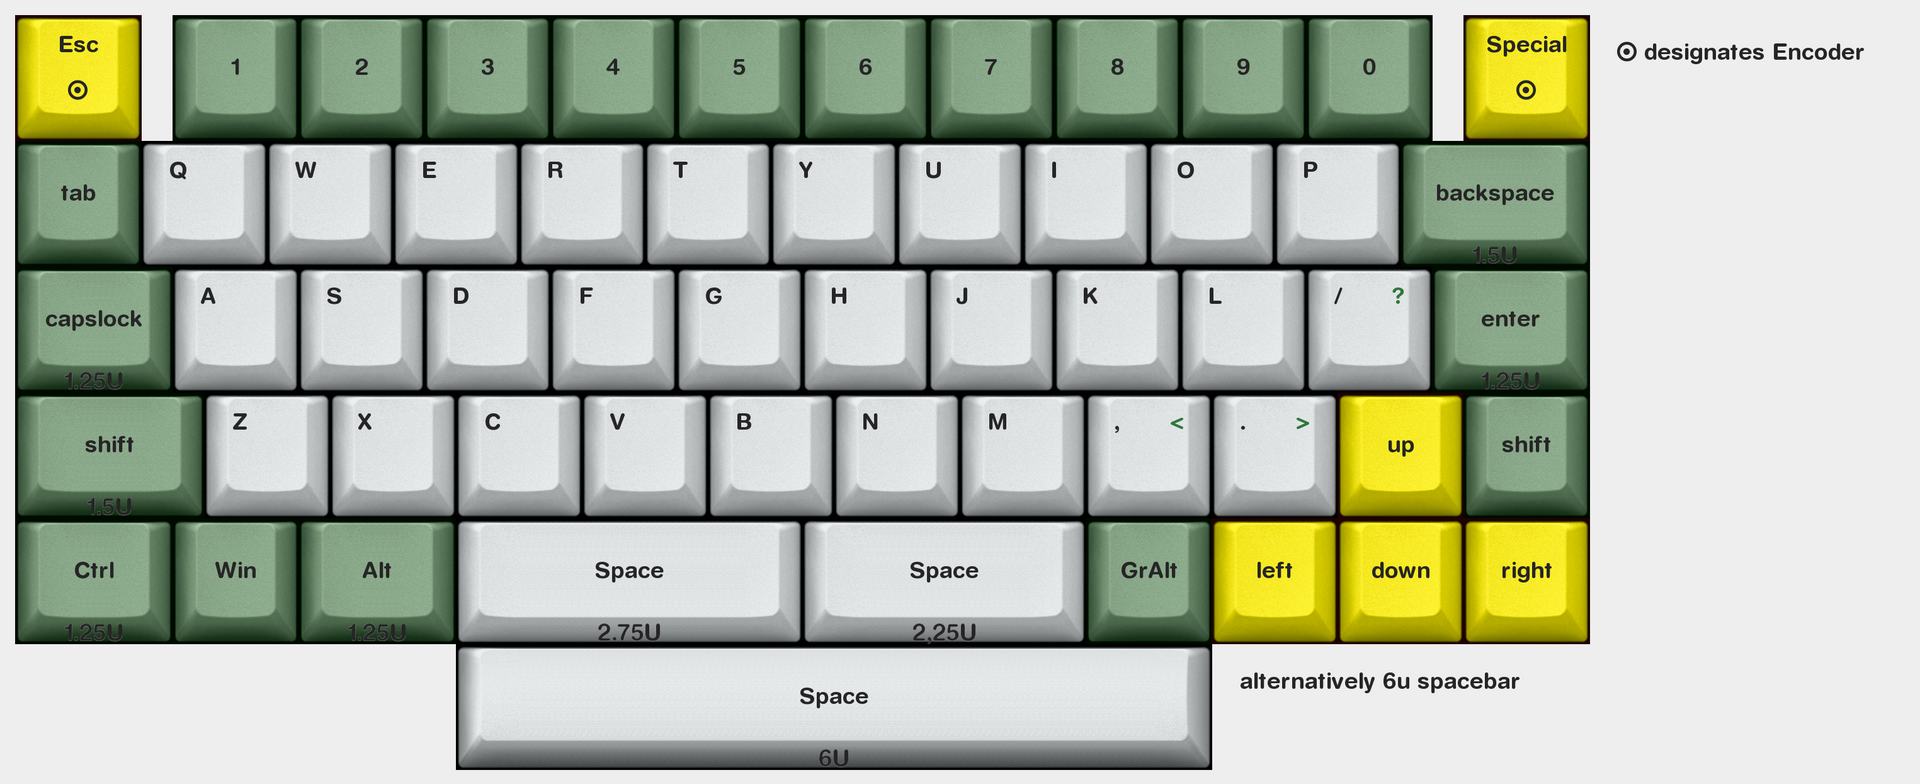 Esc 1 2 3 4 5 6 7 8 9 0 Special ⊙ designates Encoder
⊙ ⊙
tab Q W E R T Y U I O P backspace
1.5U
capslock A S D F G H J K L / ? enter
1.25U 1.25U
shift Z X C V B N M , < . > up shift
1.5U
Ctrl Win Alt Space Space GrAlt left down right
1.25U 1.25U 2.75U 2,25U
Space alternatively 6u spacebar
6U